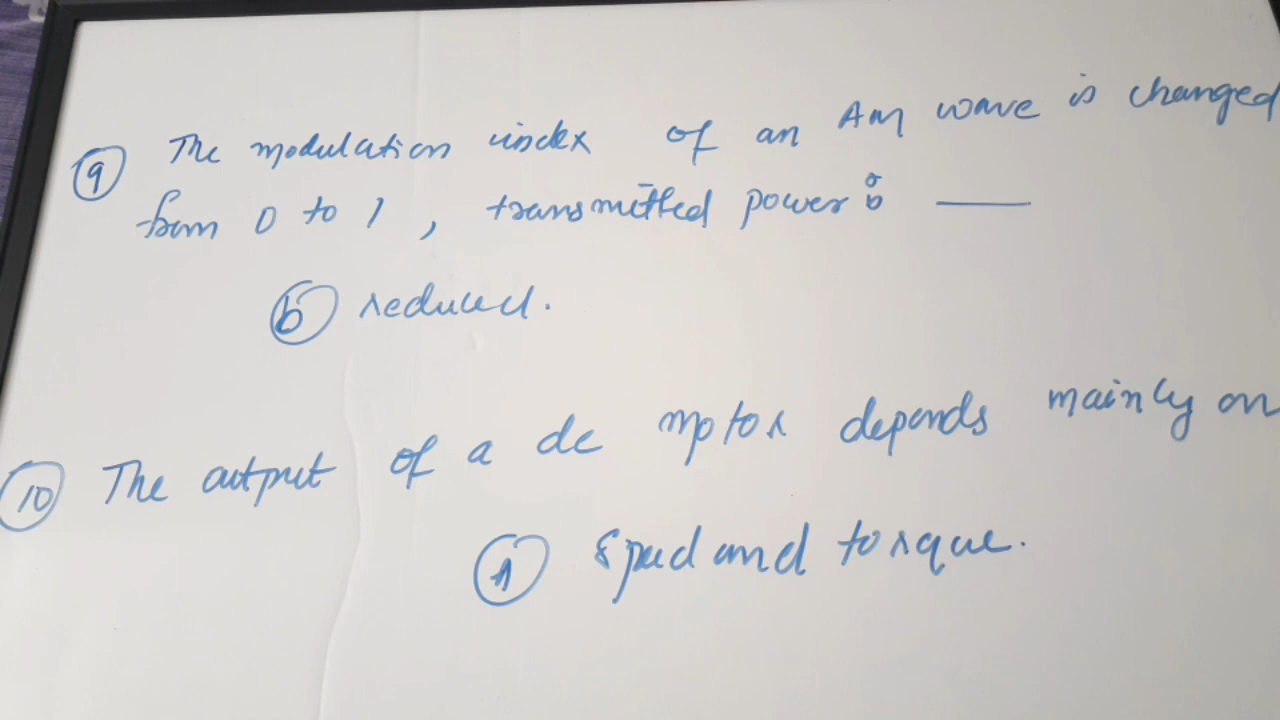 9 The modulation index of an AM wave is changed
from 0 to 1, transmitted power is ____
b reduced.
10 The output of a dc motor depends mainly on
A Speed and torque.